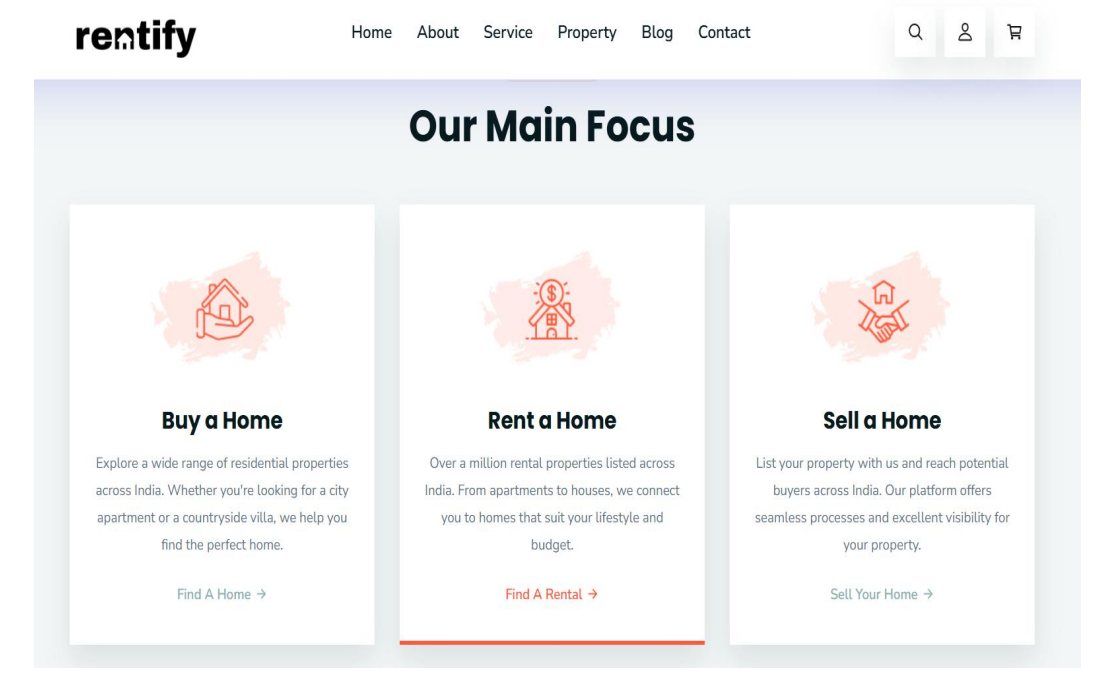 rentify
Home About Service Property Blog Contact
Our Main Focus
$
Buy a Home
Explore a wide range of residential properties
across India. Whether you're looking for a city
apartment or a countryside villa, we help you
find the perfect home.
Find A Home →
Rent a Home
Over a million rental properties listed across
India. From apartments to houses, we connect
you to homes that suit your lifestyle and
budget.
Find A Rental →
Sell a Home
List your property with us and reach potential
buyers across India. Our platform offers
seamless processes and excellent visibility for
your property.
Sell Your Home →